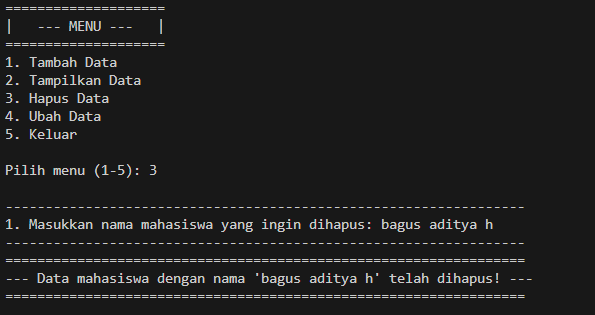 ====================
|   --- MENU ---   |
====================
1. Tambah Data
2. Tampilkan Data
3. Hapus Data
4. Ubah Data
5. Keluar

Pilih menu (1-5): 3

-----------------------------------------------------------------
1. Masukkan nama mahasiswa yang ingin dihapus: bagus aditya h
-----------------------------------------------------------------
=================================================================
--- Data mahasiswa dengan nama 'bagus aditya h' telah dihapus! ---
=================================================================